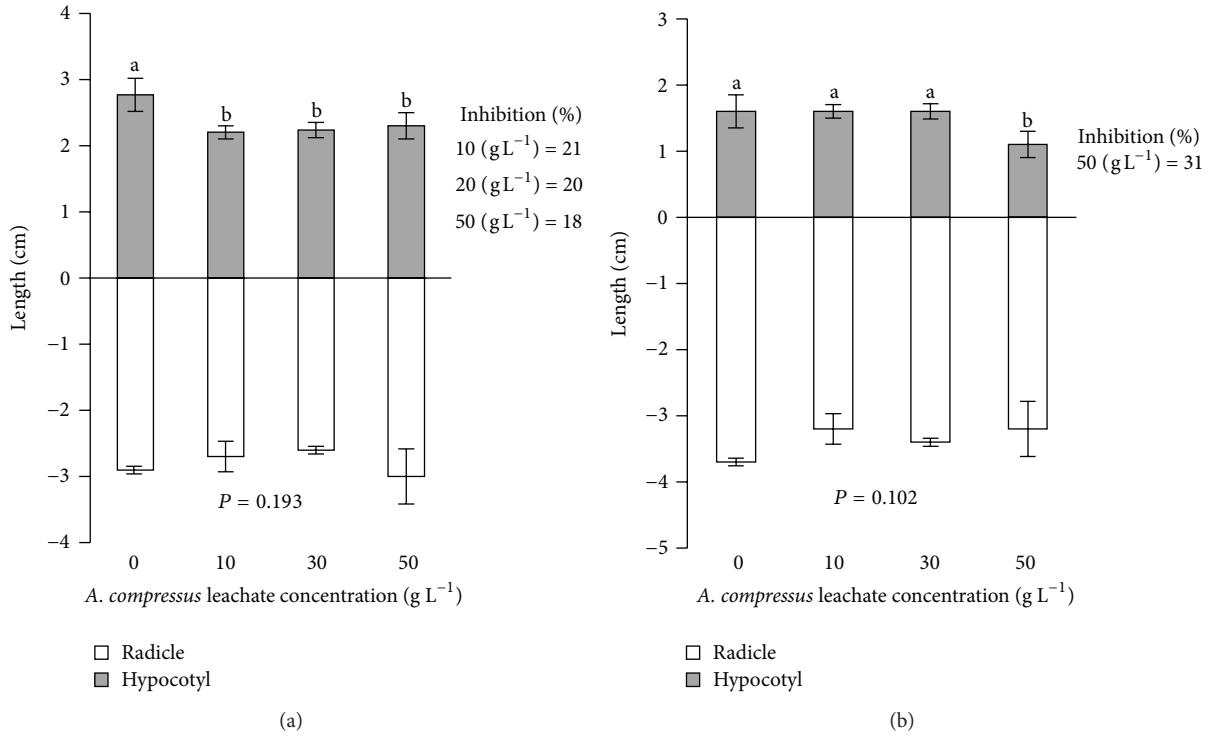 4
3
2
1
0
−1
−2
−3
−4
Length (cm)
a
b
b
b
Inhibition (%)
10 (g L⁻¹) = 21
20 (g L⁻¹) = 20
50 (g L⁻¹) = 18
P = 0.193
0 10 30 50
A. compressus leachate concentration (g L⁻¹)
Radicle
Hypocotyl
(a)
3
2
1
0
−1
−2
−3
−4
−5
Length (cm)
a
a
a
b
Inhibition (%)
50 (g L⁻¹) = 31
P = 0.102
0 10 30 50
A. compressus leachate concentration (g L⁻¹)
Radicle
Hypocotyl
(b)